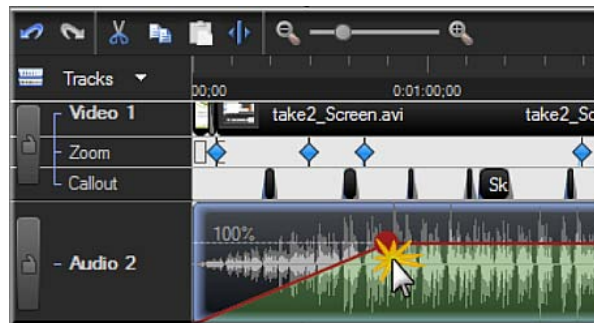 Tracks
00;00
0:01:00;00
Video 1
take2_Screen.avi
take2_Sc
Zoom
Callout
Sk
100%
Audio 2